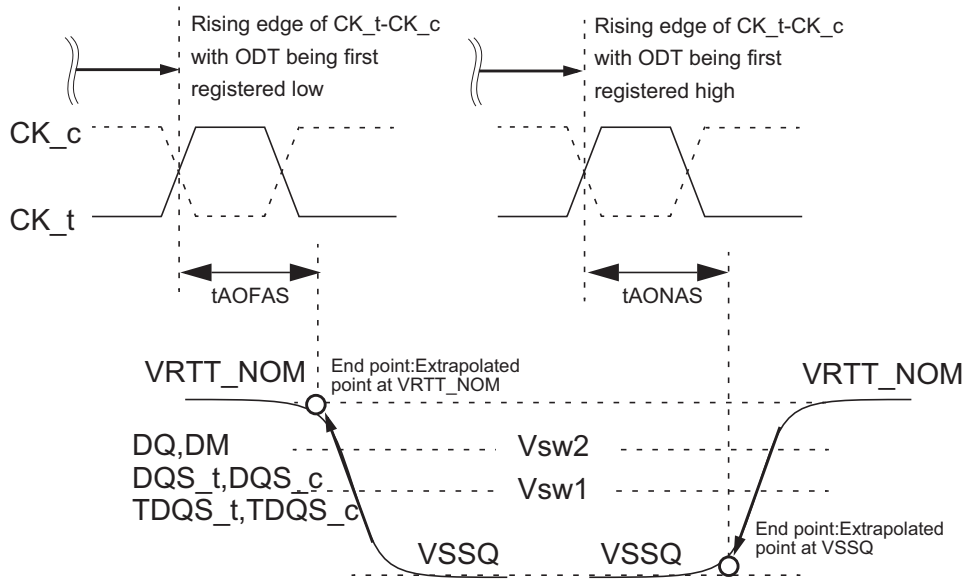 Rising edge of CK_t-CK_c
with ODT being first
registered low
Rising edge of CK_t-CK_c
with ODT being first
registered high
CK_c
CK_t
tAOFAS
tAONAS
VRTT_NOM
End point:Extrapolated
point at VRTT_NOM
VRTT_NOM
DQ,DM
DQS_t,DQS_c
TDQS_t,TDQS_c
Vsw2
Vsw1
VSSQ
VSSQ
End point:Extrapolated
point at VSSQ